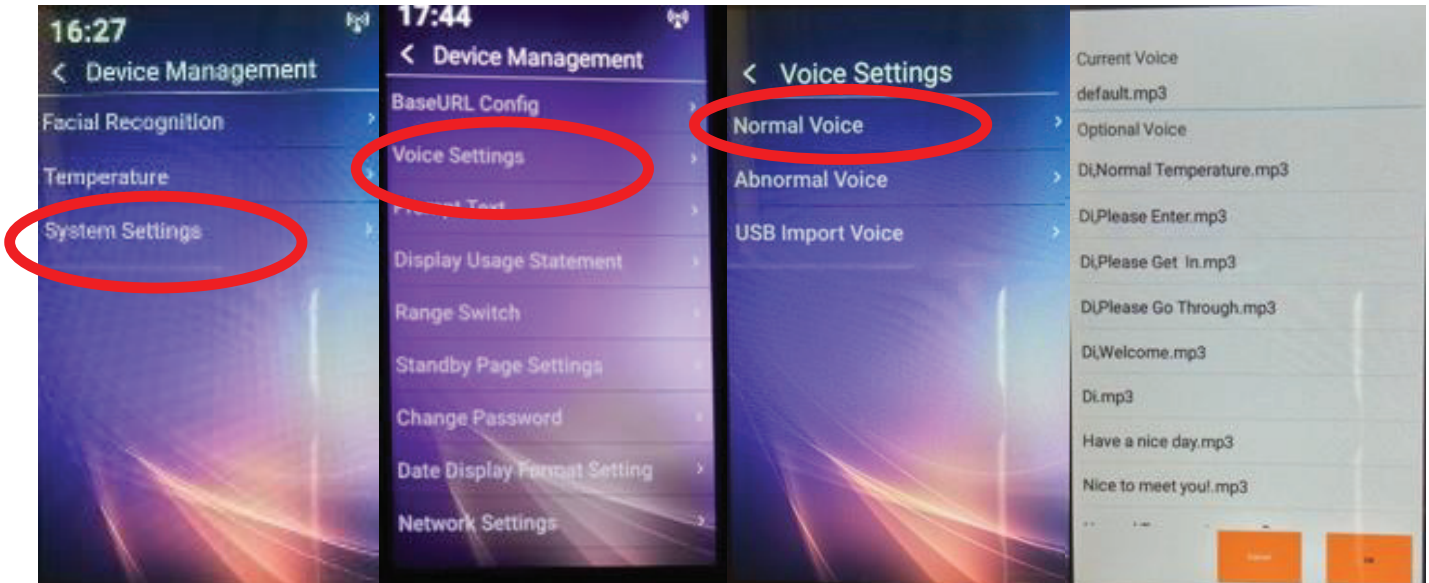 16:27
< Device Management
Facial Recognition >
Temperature >
System Settings >
17:44
< Device Management
BaseURL Config >
Voice Settings >
Prompt Text >
Display Usage Statement >
Range Switch >
Standby Page Settings >
Change Password >
Date Display Format Setting >
Network Settings >
< Voice Settings
Normal Voice >
Abnormal Voice >
USB Import Voice >
Current Voice
default.mp3
Optional Voice
Di,Normal Temperature.mp3
Di,Please Enter.mp3
Di,Please Get In.mp3
Di,Please Go Through.mp3
Di,Welcome.mp3
Di.mp3
Have a nice day.mp3
Nice to meet you!.mp3